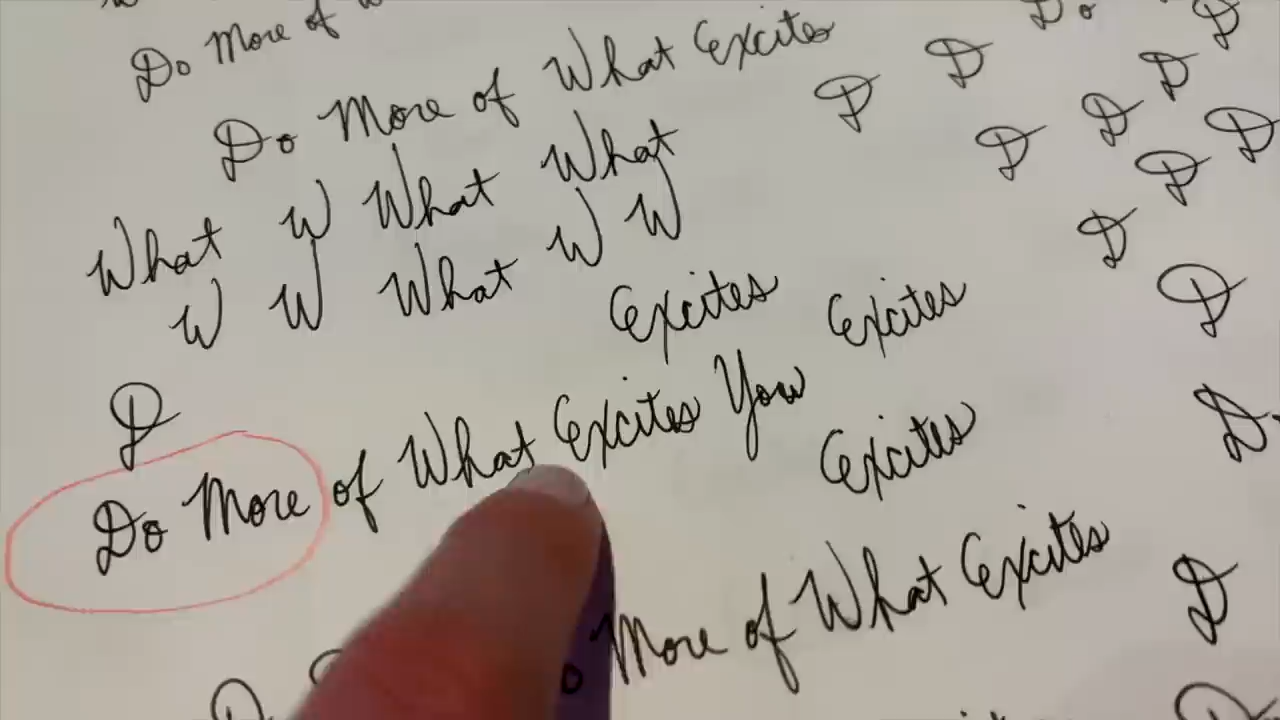 Do More of
Do More of What Excites
Do
D D D
D D D D D
What W What What
W W What W W
D
Excites Excites
D
D
Do More of What Excites You
Excites
D
More of What Excites
D
D
D